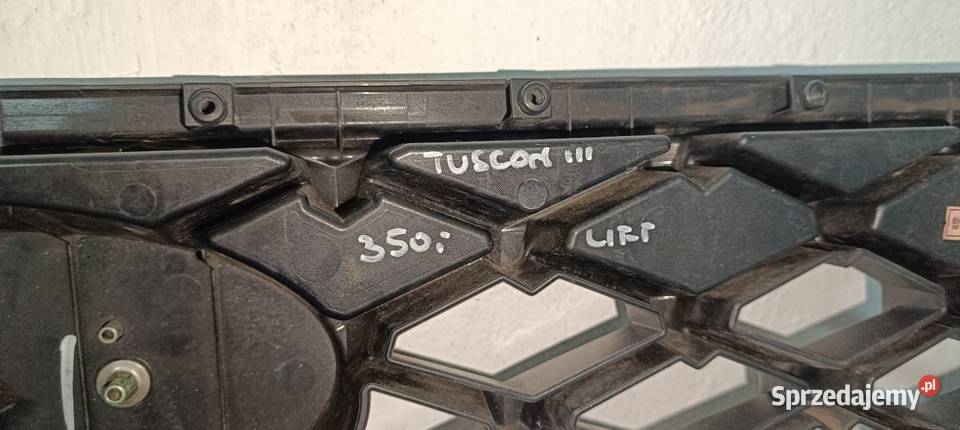 TUSCON III
350,-
LIFT
Sprzedajemy.pl